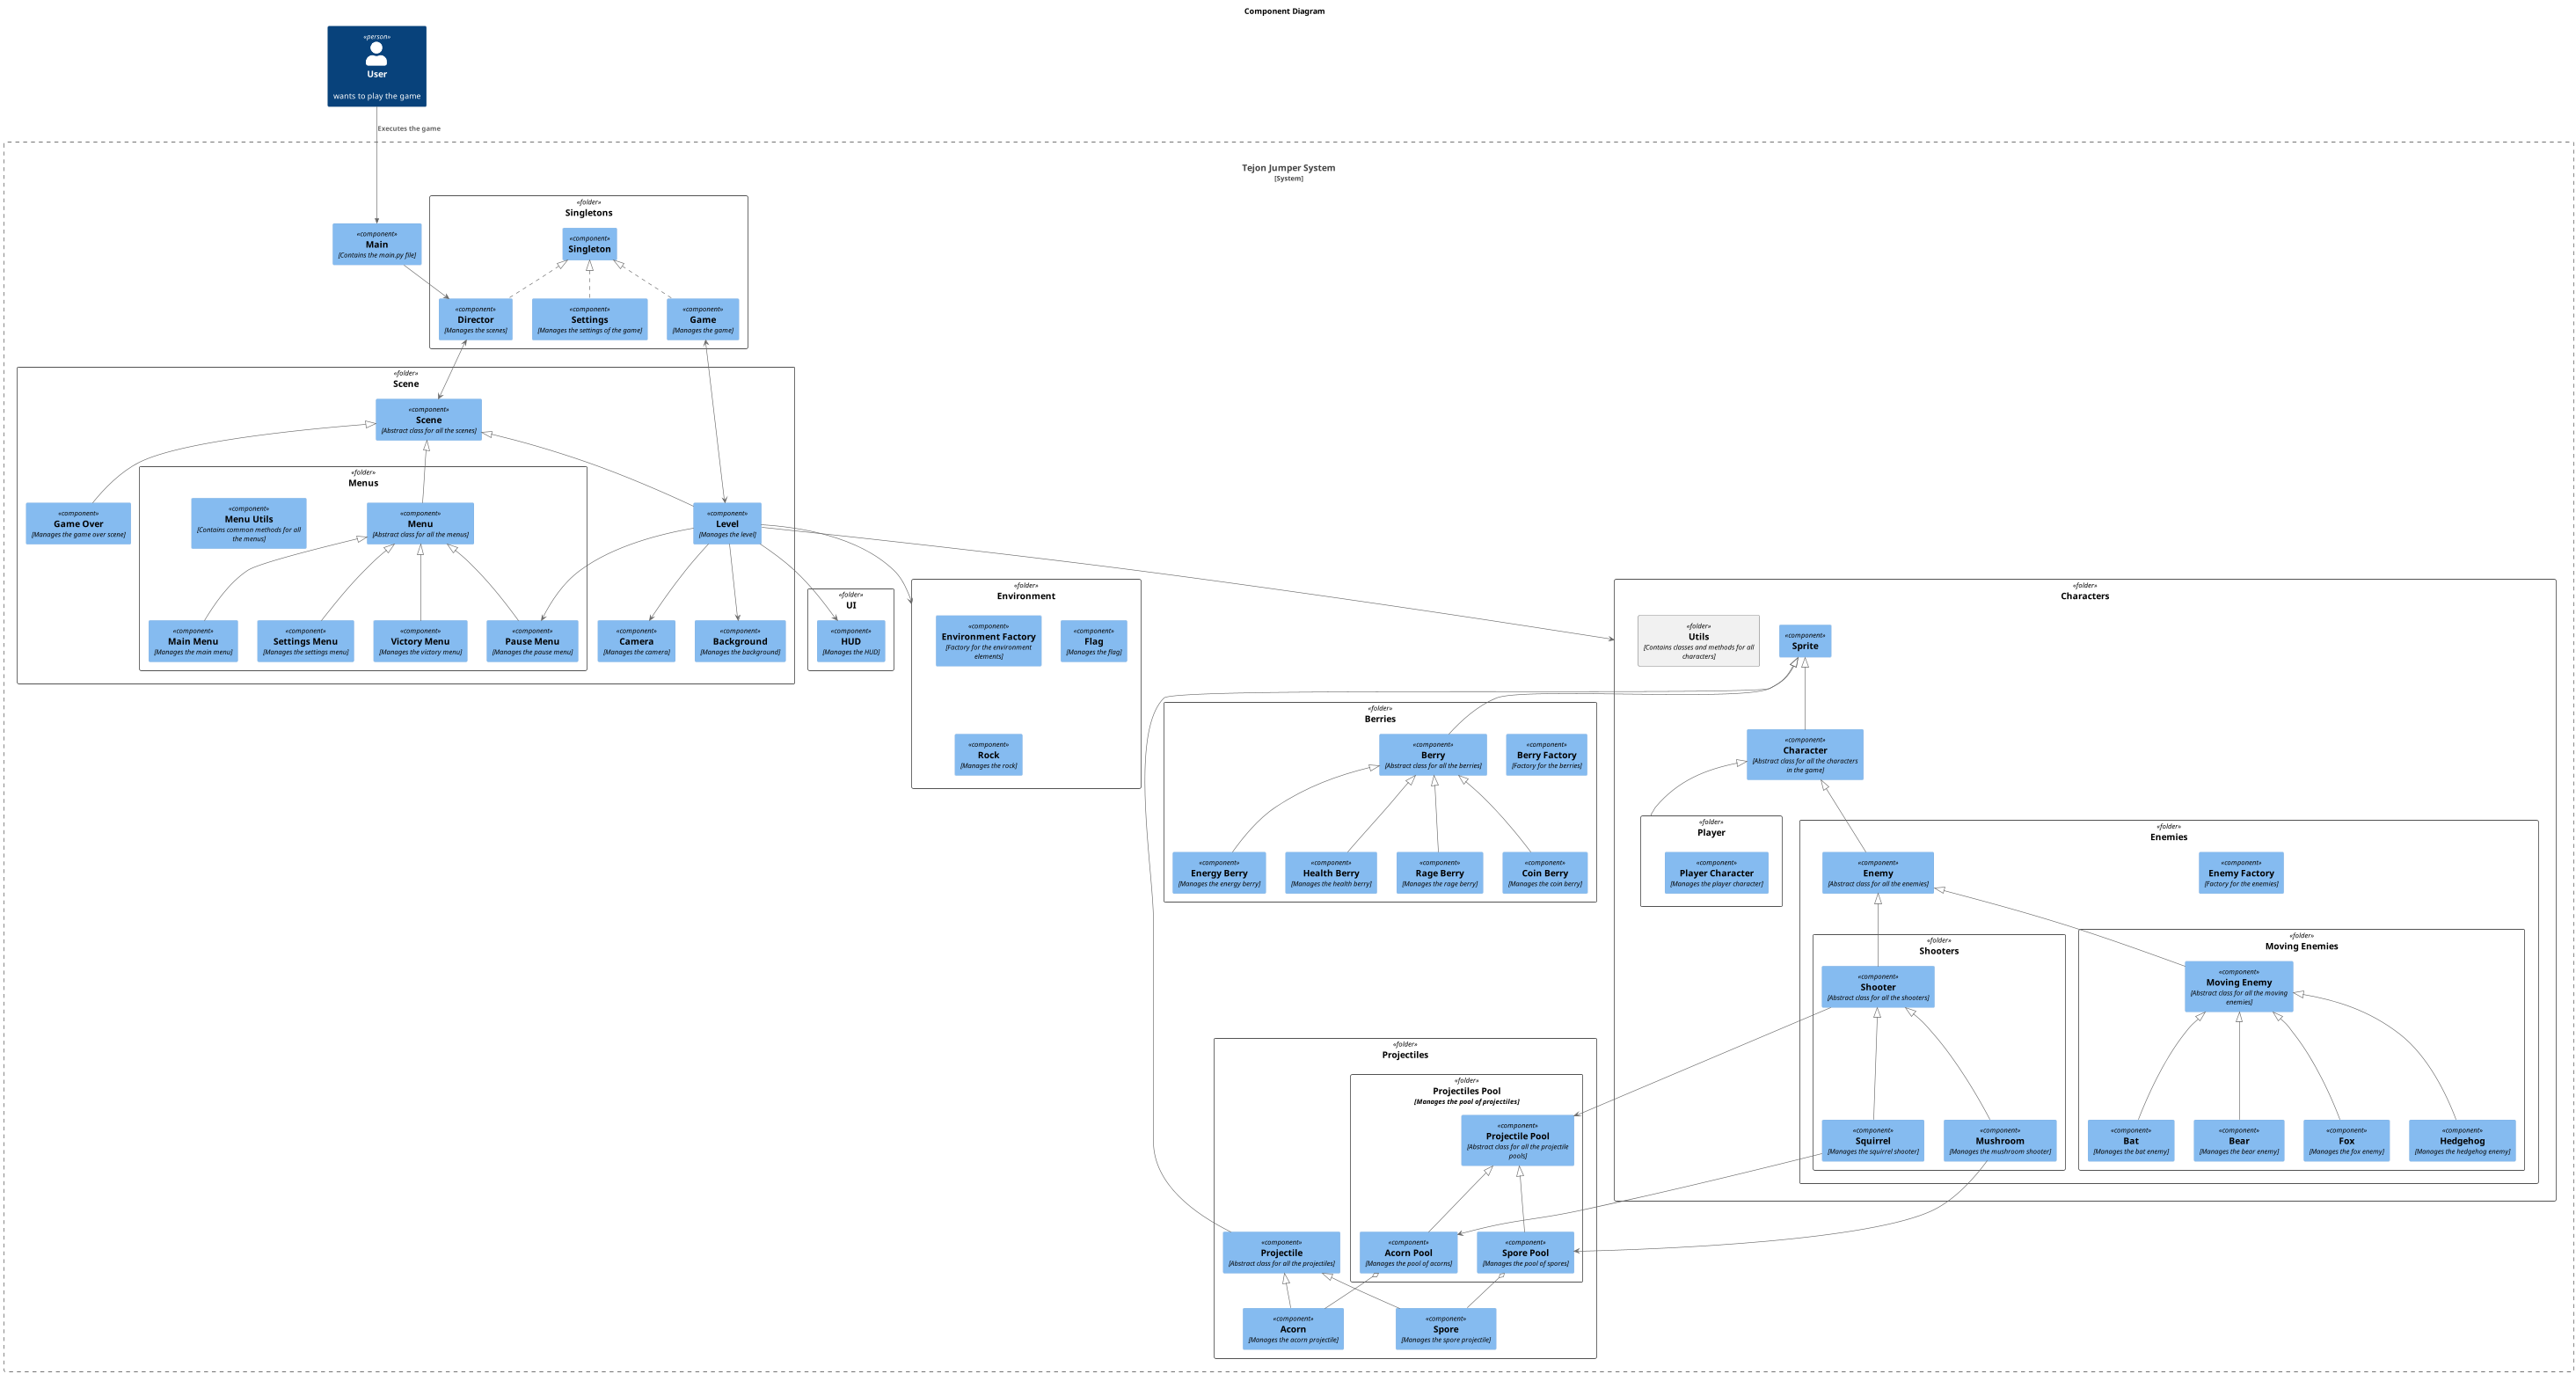 Component Diagram
«person»
User
wants to play the game
Executes the game
Tejon Jumper System
[System]
«component»
Main
[Contains the main.py file]
«folder»
Singletons
«component»
Singleton
«component»
Director
[Manages the scenes]
«component»
Settings
[Manages the settings of the game]
«component»
Game
[Manages the game]
«folder»
Scene
«component»
Scene
[Abstract class for all the scenes]
«component»
Game Over
[Manages the game over scene]
«folder»
Menus
«component»
Menu Utils
[Contains common methods for all
the menus]
«component»
Menu
[Abstract class for all the menus]
«component»
Level
[Manages the level]
«component»
Main Menu
[Manages the main menu]
«component»
Settings Menu
[Manages the settings menu]
«component»
Victory Menu
[Manages the victory menu]
«component»
Pause Menu
[Manages the pause menu]
«component»
Camera
[Manages the camera]
«component»
Background
[Manages the background]
«folder»
UI
«component»
HUD
[Manages the HUD]
«folder»
Environment
«component»
Environment Factory
[Factory for the environment
elements]
«component»
Flag
[Manages the flag]
«component»
Rock
[Manages the rock]
«folder»
Berries
«component»
Berry
[Abstract class for all the berries]
«component»
Berry Factory
[Factory for the berries]
«component»
Energy Berry
[Manages the energy berry]
«component»
Health Berry
[Manages the health berry]
«component»
Rage Berry
[Manages the rage berry]
«component»
Coin Berry
[Manages the coin berry]
«folder»
Characters
«folder»
Utils
[Contains classes and methods for all
characters]
«component»
Sprite
«component»
Character
[Abstract class for all the characters
in the game]
«folder»
Player
«component»
Player Character
[Manages the player character]
«folder»
Enemies
«component»
Enemy
[Abstract class for all the enemies]
«component»
Enemy Factory
[Factory for the enemies]
«folder»
Shooters
«component»
Shooter
[Abstract class for all the shooters]
«component»
Squirrel
[Manages the squirrel shooter]
«component»
Mushroom
[Manages the mushroom shooter]
«folder»
Moving Enemies
«component»
Moving Enemy
[Abstract class for all the moving
enemies]
«component»
Bat
[Manages the bat enemy]
«component»
Bear
[Manages the bear enemy]
«component»
Fox
[Manages the fox enemy]
«component»
Hedgehog
[Manages the hedgehog enemy]
«folder»
Projectiles
«folder»
Projectiles Pool
[Manages the pool of projectiles]
«component»
Projectile Pool
[Abstract class for all the projectile
pools]
«component»
Projectile
[Abstract class for all the projectiles]
«component»
Acorn Pool
[Manages the pool of acorns]
«component»
Spore Pool
[Manages the pool of spores]
«component»
Acorn
[Manages the acorn projectile]
«component»
Spore
[Manages the spore projectile]